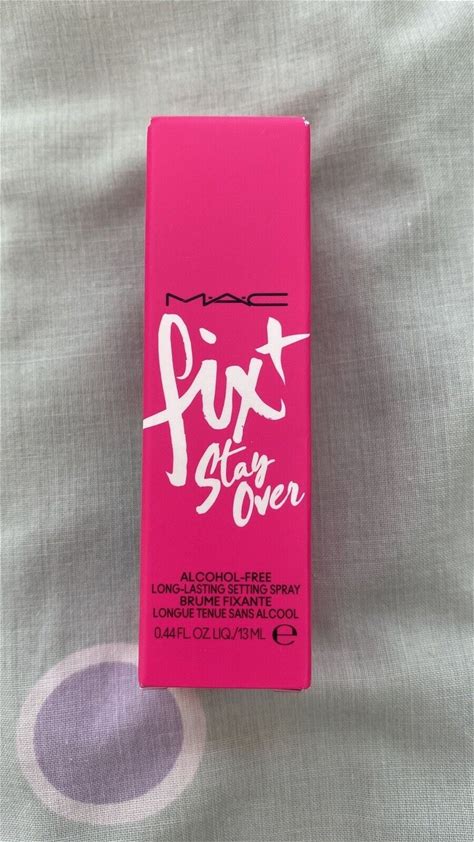 M·A·C
fix+
Stay
Over
ALCOHOL-FREE
LONG-LASTING SETTING SPRAY
BRUME FIXANTE
LONGUE TENUE SANS ALCOOL
0.44 FL. OZ. LIQ./13 ML ℮